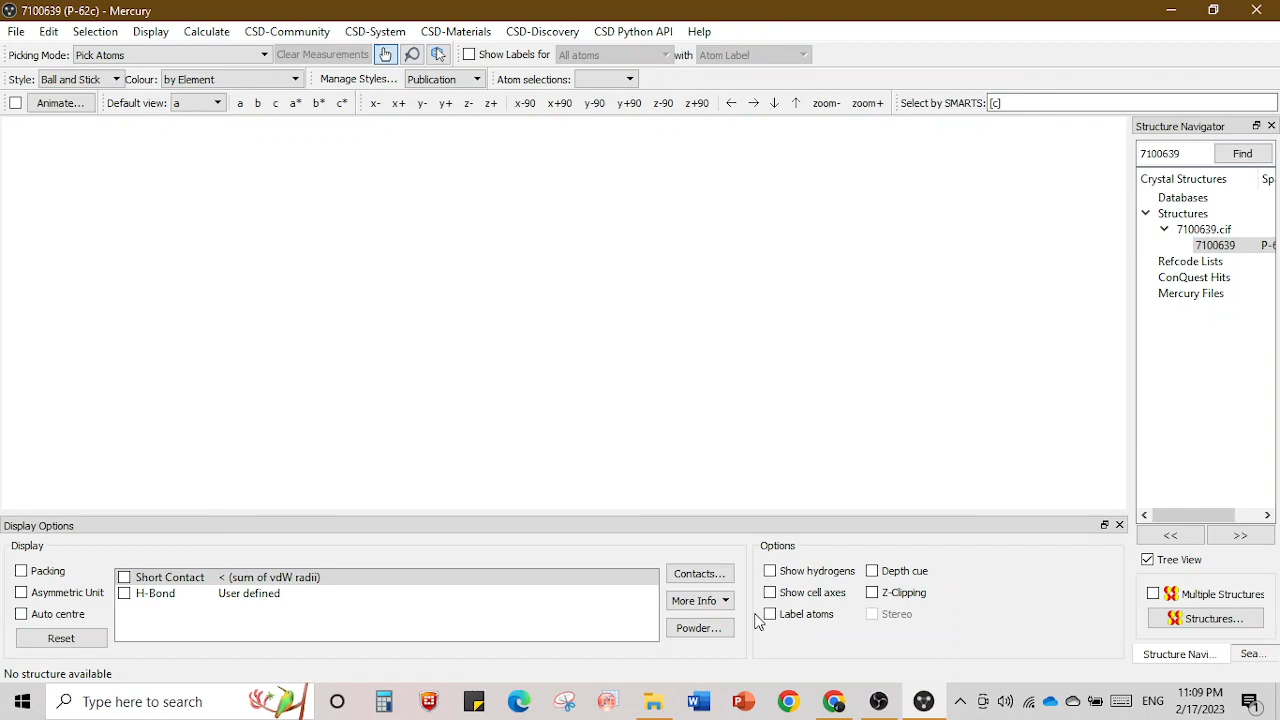 7100639 (P-62c) - Mercury
File Edit Selection Display Calculate CSD-Community CSD-System CSD-Materials CSD-Discovery CSD Python API Help
Picking Mode: Pick Atoms Clear Measurements Show Labels for All atoms with Atom Label
Style: Ball and Stick Colour: by Element Manage Styles... Publication Atom selections:
Animate... Default view: a a b c a* b* c* x- x+ y- y+ z- z+ x-90 x+90 y-90 y+90 z-90 z+90 ← → ↓ ↑ zoom- zoom+ Select by SMARTS: [c]
Structure Navigator
7100639 Find
Crystal Structures Sp
Databases
Structures
7100639.cif
7100639 P-6
Refcode Lists
ConQuest Hits
Mercury Files
<< >>
Tree View
Multiple Structures
Structures...
Structure Navi... Sea...
Display Options
Display Options
Packing
Asymmetric Unit
Auto centre
Reset
Short Contact < (sum of vdW radii)
H-Bond User defined
Contacts...
More Info
Powder...
Show hydrogens Depth cue
Show cell axes Z-Clipping
Label atoms Stereo
No structure available
Type here to search
ENG
11:09 PM
2/17/2023
1